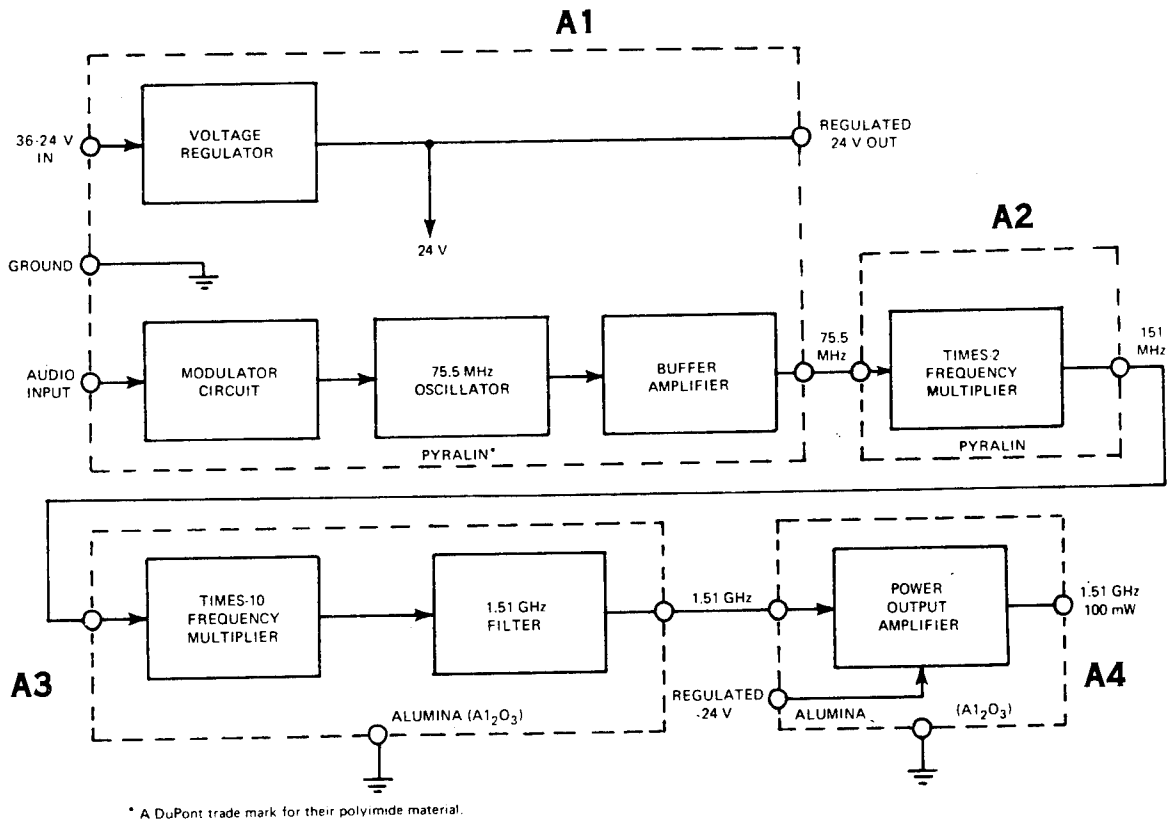 A1
36-24 V
IN
VOLTAGE
REGULATOR
REGULATED
24 V OUT
24 V
GROUND
A2
AUDIO
INPUT
MODULATOR
CIRCUIT
75.5 MHz
OSCILLATOR
BUFFER
AMPLIFIER
75.5
MHz
TIMES-2
FREQUENCY
MULTIPLIER
151
MHz
PYRALIN*
PYRALIN
TIMES-10
FREQUENCY
MULTIPLIER
1.51 GHz
FILTER
1.51 GHz
POWER
OUTPUT
AMPLIFIER
1.51 GHz
100 mW
A3
ALUMINA (A1₂O₃)
REGULATED
-24 V
ALUMINA
(A1₂O₃)
A4
* A DuPont trade mark for their polyimide material.